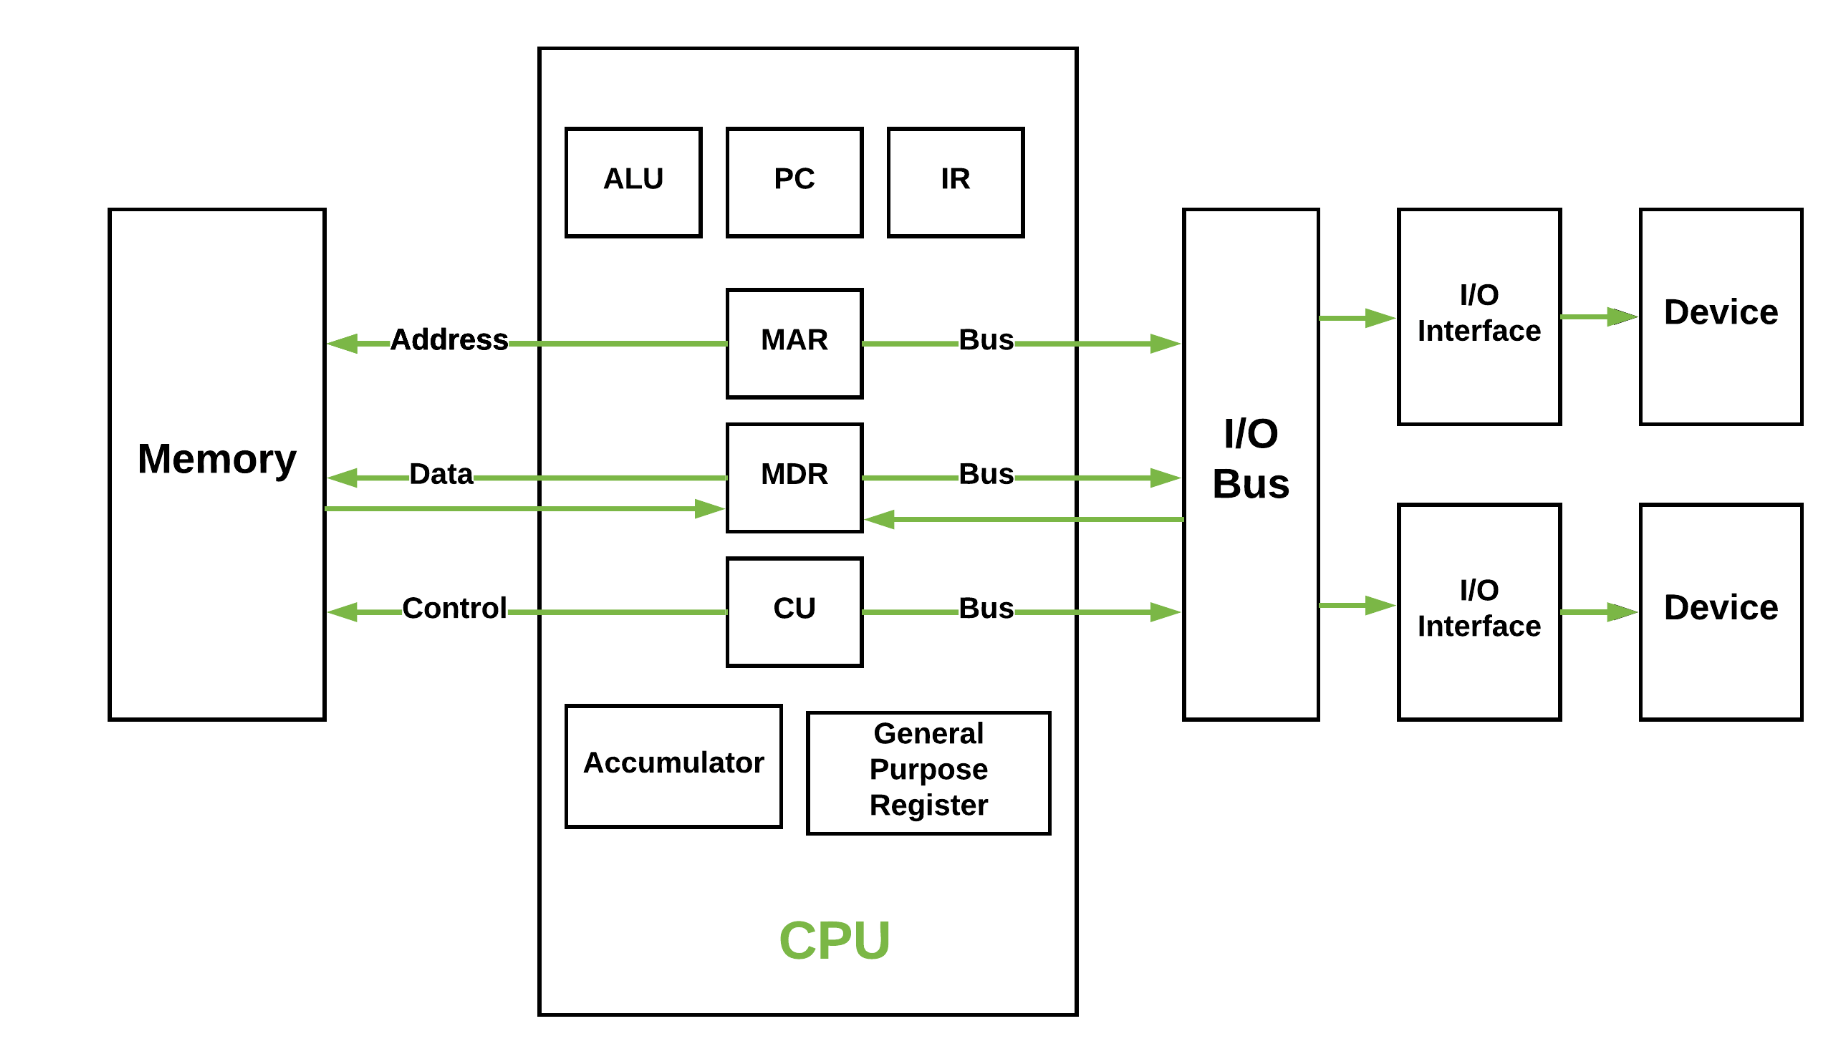 ALU
PC
IR
Memory
Address
MAR
Bus
Data
MDR
Bus
Control
CU
Bus
Accumulator
General
Purpose
Register
CPU
I/O
Bus
I/O
Interface
Device
I/O
Interface
Device